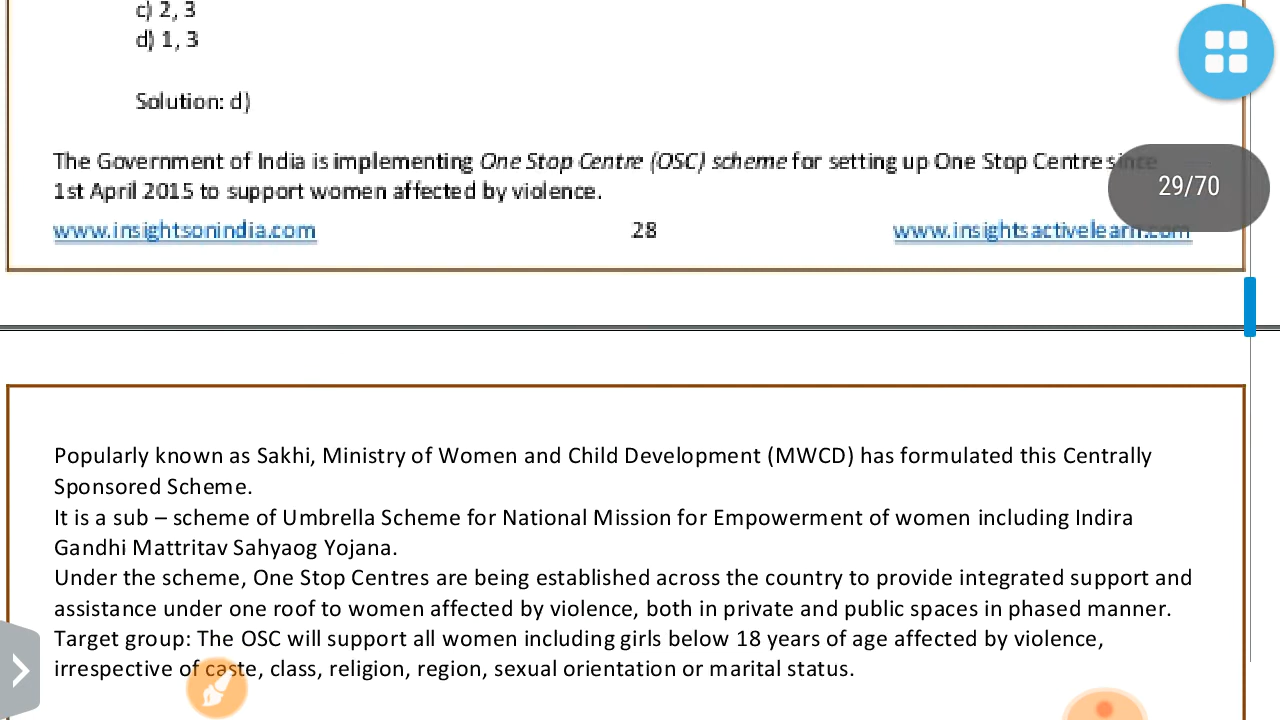 c) 2, 3
d) 1, 3
Solution: d)
The Government of India is implementing One Stop Centre (OSC) scheme for setting up One Stop Centre since
1st April 2015 to support women affected by violence.
29/70
www.insightsonindia.com 28 www.insightsactivelearn.com
Popularly known as Sakhi, Ministry of Women and Child Development (MWCD) has formulated this Centrally
Sponsored Scheme.
It is a sub – scheme of Umbrella Scheme for National Mission for Empowerment of women including Indira
Gandhi Mattritav Sahyaog Yojana.
Under the scheme, One Stop Centres are being established across the country to provide integrated support and
assistance under one roof to women affected by violence, both in private and public spaces in phased manner.
Target group: The OSC will support all women including girls below 18 years of age affected by violence,
irrespective of caste, class, religion, region, sexual orientation or marital status.